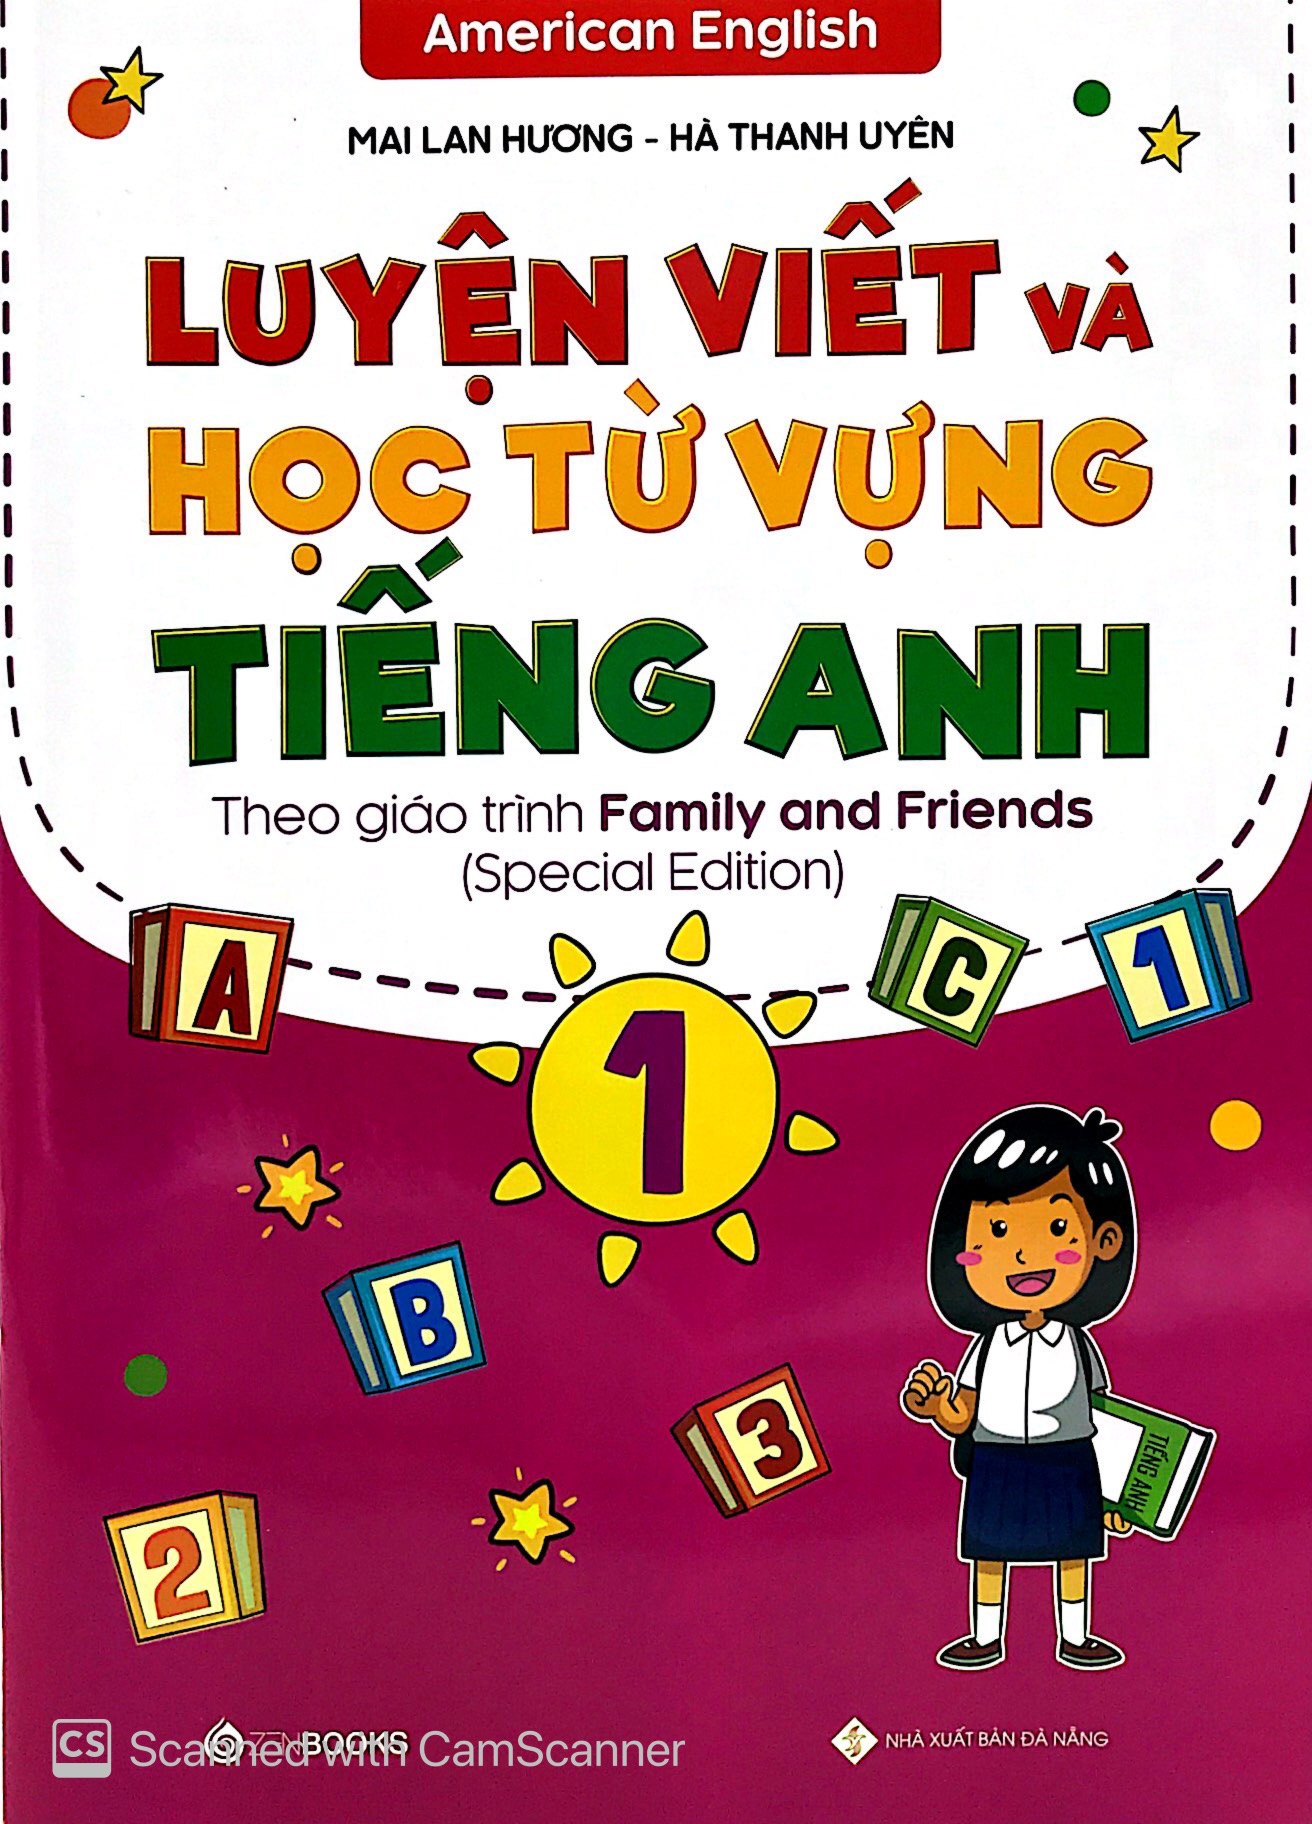 American English
MAI LAN HƯƠNG - HÀ THANH UYÊN
LUYỆN VIẾT VÀ
HỌC TỪ VỰNG
TIẾNG ANH
Theo giáo trình Family and Friends
(Special Edition)
A
C
1
1
B
3
TIẾNG ANH
2
ZENBOOKS
NHÀ XUẤT BẢN ĐÀ NẴNG
CS Scanned with CamScanner